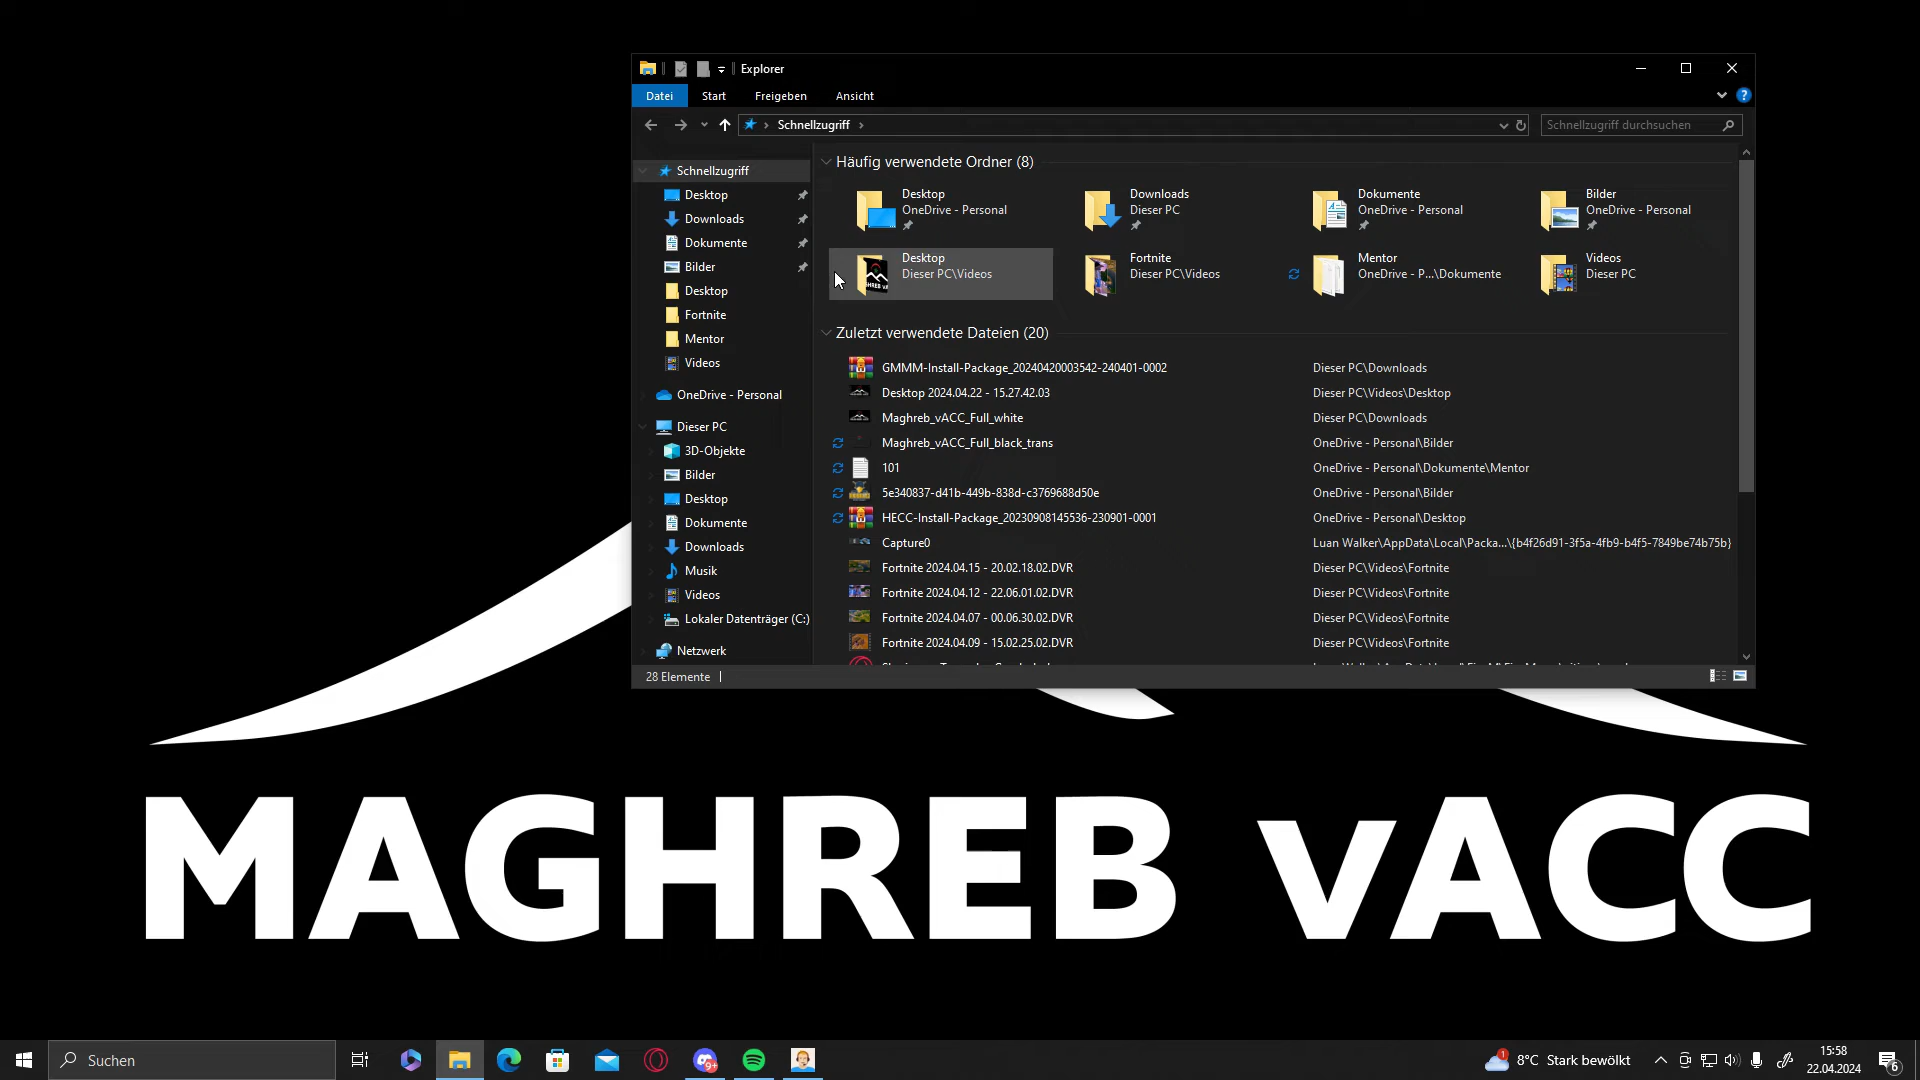 Explorer
Datei Start Freigeben Ansicht
Schnellzugriff Schnellzugriff durchsuchen
Schnellzugriff
Desktop
Downloads
Dokumente
Bilder
Desktop
Fortnite
Mentor
Videos
OneDrive - Personal
Dieser PC
3D-Objekte
Bilder
Desktop
Dokumente
Downloads
Musik
Videos
Lokaler Datenträger (C:)
Netzwerk
Häufig verwendete Ordner (8)
Desktop
OneDrive - Personal
Downloads
Dieser PC
Dokumente
OneDrive - Personal
Bilder
OneDrive - Personal
Desktop
Dieser PC\Videos
Fortnite
Dieser PC\Videos
Mentor
OneDrive - P...\Dokumente
Videos
Dieser PC
Zuletzt verwendete Dateien (20)
GMMM-Install-Package_20240420003542-240401-0002 Dieser PC\Downloads
Desktop 2024.04.22 - 15.27.42.03 Dieser PC\Videos\Desktop
Maghreb_vACC_Full_white Dieser PC\Downloads
Maghreb_vACC_Full_black_trans OneDrive - Personal\Bilder
101 OneDrive - Personal\Dokumente\Mentor
5e340837-d41b-449b-838d-c3769688d50e OneDrive - Personal\Bilder
HECC-Install-Package_20230908145536-230901-0001 OneDrive - Personal\Desktop
Capture0 Luan Walker\AppData\Local\Packa...\{b4f26d91-3f5a-4fb9-b4f5-7849be74b75b}
Fortnite 2024.04.15 - 20.02.18.02.DVR Dieser PC\Videos\Fortnite
Fortnite 2024.04.12 - 22.06.01.02.DVR Dieser PC\Videos\Fortnite
Fortnite 2024.04.07 - 00.06.30.02.DVR Dieser PC\Videos\Fortnite
Fortnite 2024.04.09 - 15.02.25.02.DVR Dieser PC\Videos\Fortnite
28 Elemente
MAGHREB vACC
Suchen
9+
1
8°C Stark bewölkt
15:58
22.04.2024
6